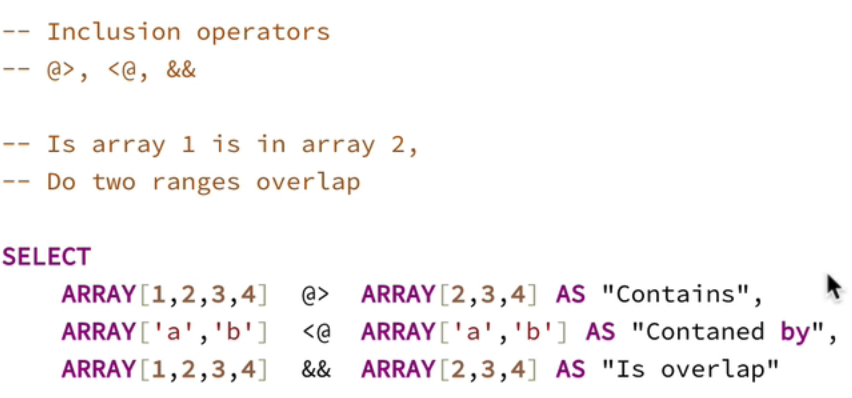 -- Inclusion operators
-- @>, <@, &&
-- Is array 1 is in array 2,
-- Do two ranges overlap
SELECT
ARRAY[1,2,3,4] @> ARRAY[2,3,4] AS "Contains",
ARRAY['a','b'] <@ ARRAY['a','b'] AS "Contaned by",
ARRAY[1,2,3,4] && ARRAY[2,3,4] AS "Is overlap"